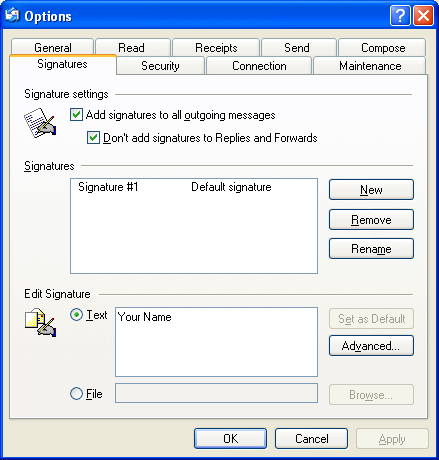 Options
General Read Receipts Send Compose
Signatures Security Connection Maintenance
Signature settings
Add signatures to all outgoing messages
Don't add signatures to Replies and Forwards
Signatures
Signature #1 Default signature
New
Remove
Rename
Edit Signature
Text Your Name
Set as Default
Advanced...
File
Browse...
OK Cancel Apply